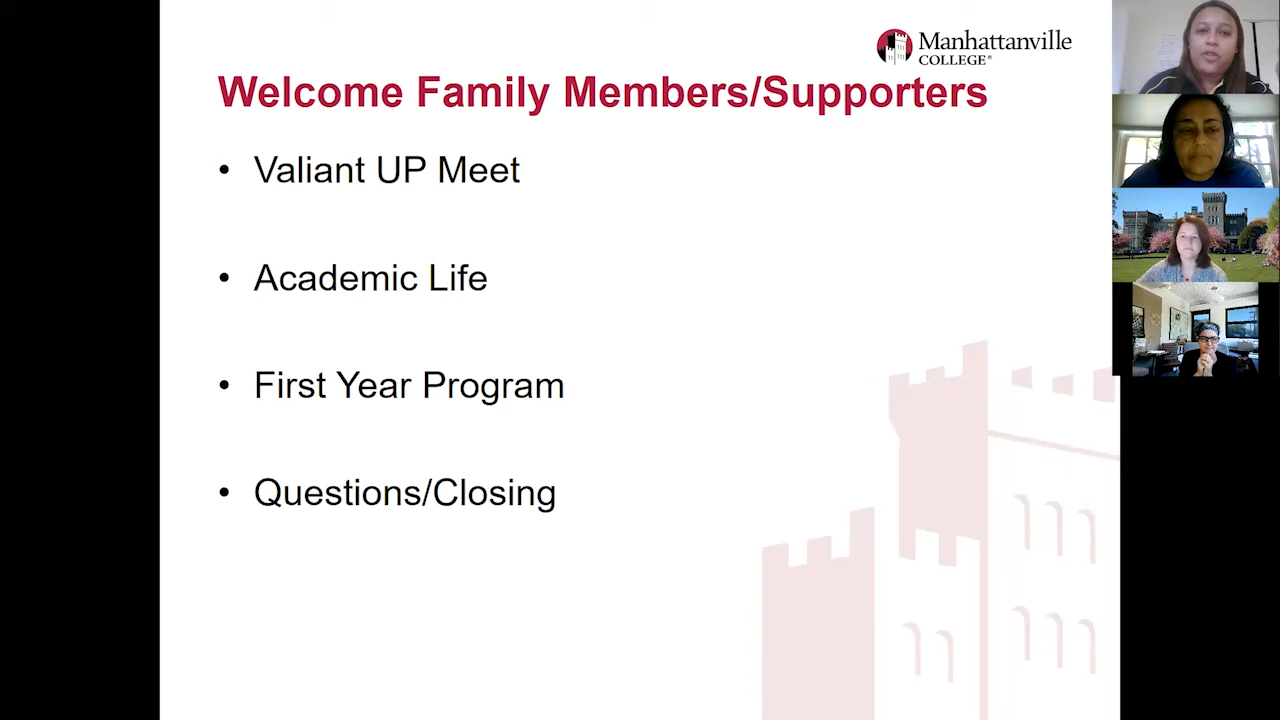 Manhattanville
COLLEGE®
Welcome Family Members/Supporters
• Valiant UP Meet
• Academic Life
• First Year Program
• Questions/Closing